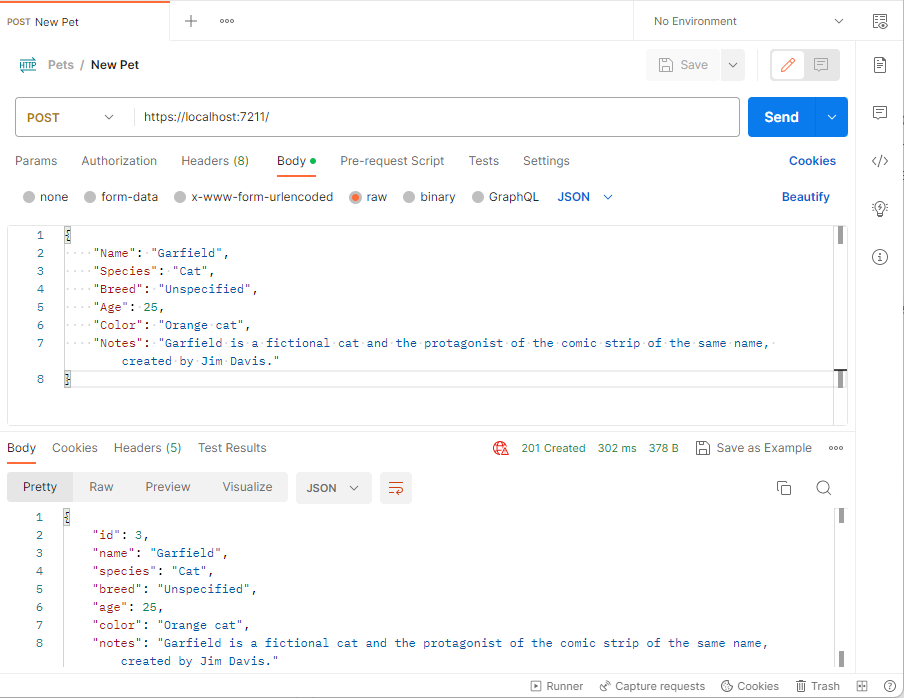 POST New Pet
No Environment
HTTP Pets / New Pet
Save
POST https://localhost:7211/ Send
Params Authorization Headers (8) Body Pre-request Script Tests Settings Cookies
none form-data x-www-form-urlencoded raw binary GraphQL JSON Beautify
1 {
2 "Name": "Garfield",
3 "Species": "Cat",
4 "Breed": "Unspecified",
5 "Age": 25,
6 "Color": "Orange cat",
7 "Notes": "Garfield is a fictional cat and the protagonist of the comic strip of the same name,
created by Jim Davis."
8 }
Body Cookies Headers (5) Test Results 201 Created 302 ms 378 B Save as Example
Pretty Raw Preview Visualize JSON
1 {
2 "id": 3,
3 "name": "Garfield",
4 "species": "Cat",
5 "breed": "Unspecified",
6 "age": 25,
7 "color": "Orange cat",
8 "notes": "Garfield is a fictional cat and the protagonist of the comic strip of the same name,
created by Jim Davis."
Runner Capture requests Cookies Trash